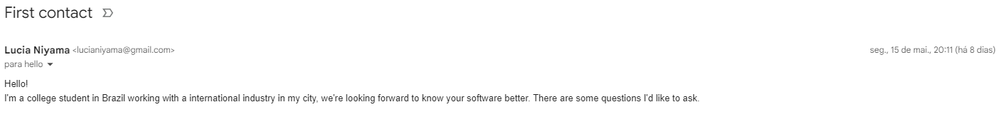 First contact
Lucia Niyama <lucianiyama@gmail.com> seg., 15 de mai., 20:11 (há 8 dias)
para hello
Hello!
I'm a college student in Brazil working with a international industry in my city, we're looking forward to know your software better. There are some questions I'd like to ask.